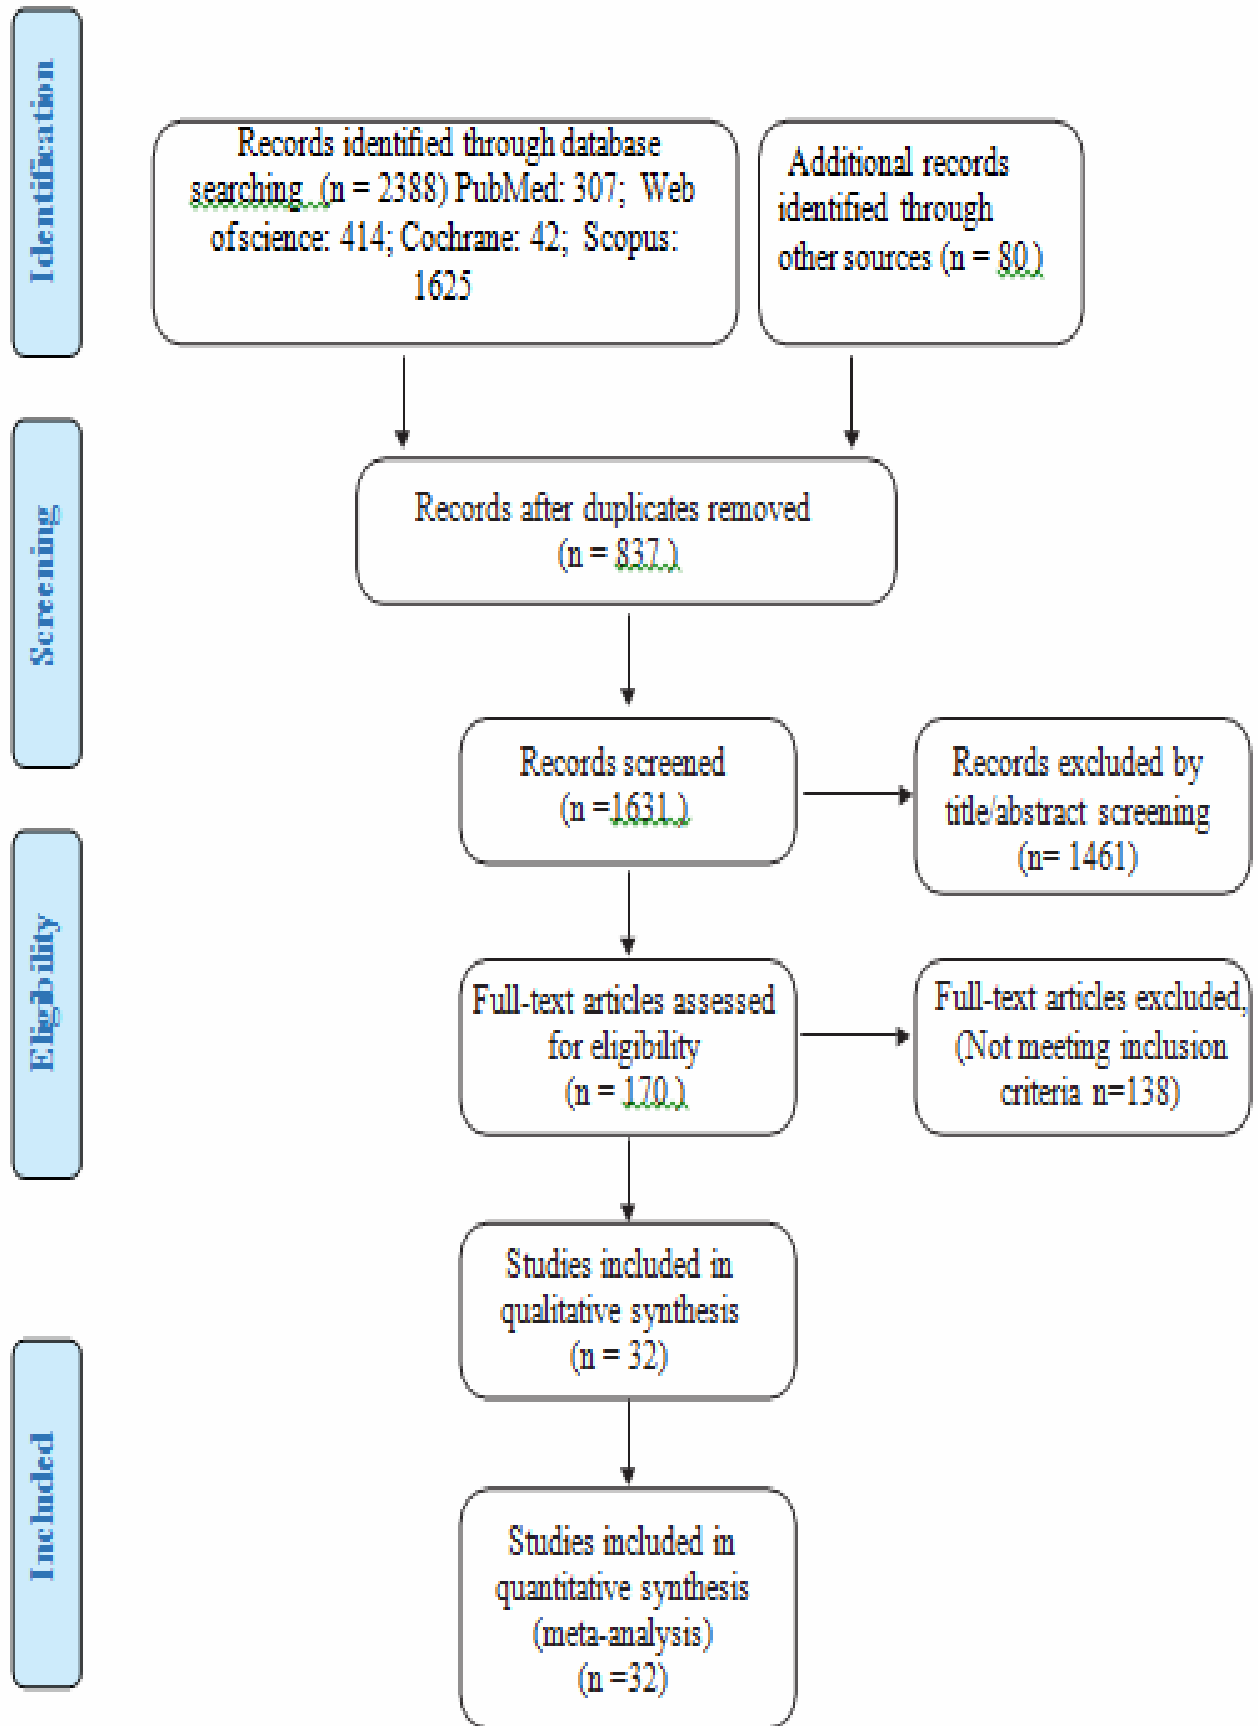 Identification
Records identified through database
searching (n = 2388) PubMed: 307; Web
of science: 414; Cochrane: 42; Scopus:
1625
Additional records
identified through
other sources (n = 80 )
Screening
Records after duplicates removed
(n = 837 )
Records screened
(n =1631 )
Records excluded by
title/abstract screening
(n= 1461)
Eligibility
Full-text articles assessed
for eligibility
(n = 170 )
Full-text articles excluded,
(Not meeting inclusion
criteria n=138)
Studies included in
qualitative synthesis
(n = 32)
Included
Studies included in
quantitative synthesis
(meta-analysis)
(n =32)